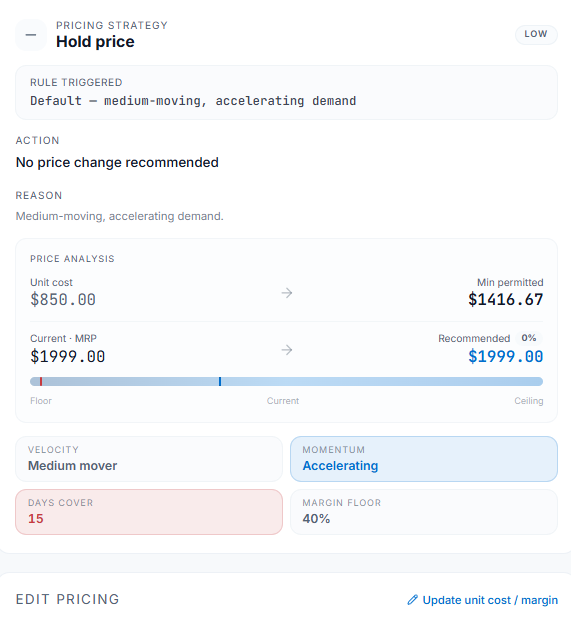 PRICING STRATEGY
Hold price
LOW
RULE TRIGGERED
Default — medium-moving, accelerating demand
ACTION
No price change recommended
REASON
Medium-moving, accelerating demand.
PRICE ANALYSIS
Unit cost
$850.00
→
Min permitted
$1416.67
Current · MRP
$1999.00
→
Recommended 0%
$1999.00
Floor
Current
Ceiling
VELOCITY
Medium mover
MOMENTUM
Accelerating
DAYS COVER
15
MARGIN FLOOR
40%
EDIT PRICING
Update unit cost / margin